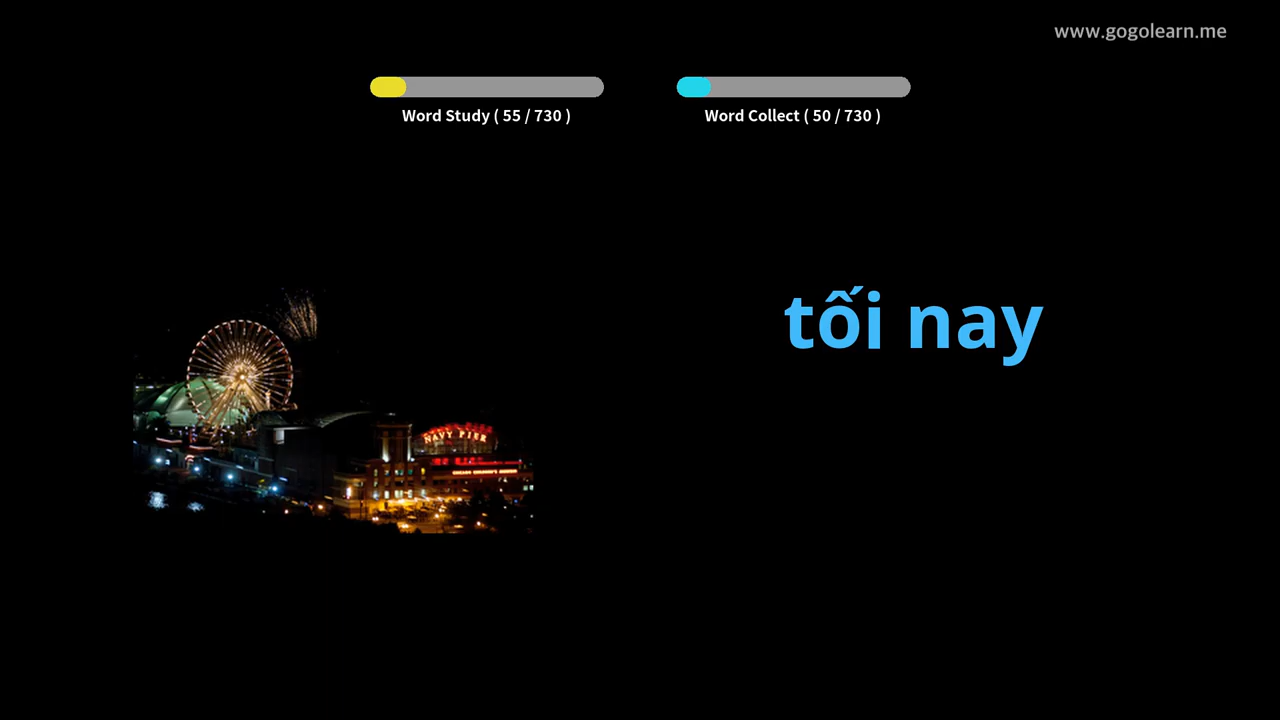 www.gogolearn.me
Word Study ( 55 / 730 )
Word Collect ( 50 / 730 )
tối nay
NAVY PIER